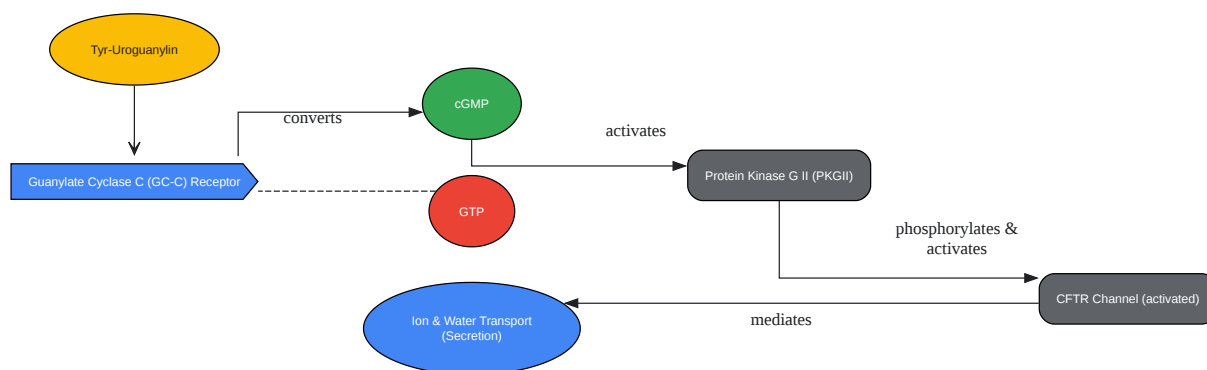 Tyr-Uroguanylin
cGMP
converts
activates
Guanylate Cyclase C (GC-C) Receptor
Protein Kinase G II (PKGII)
GTP
phosphorylates &
activates
CFTR Channel (activated)
mediates
Ion & Water Transport
(Secretion)